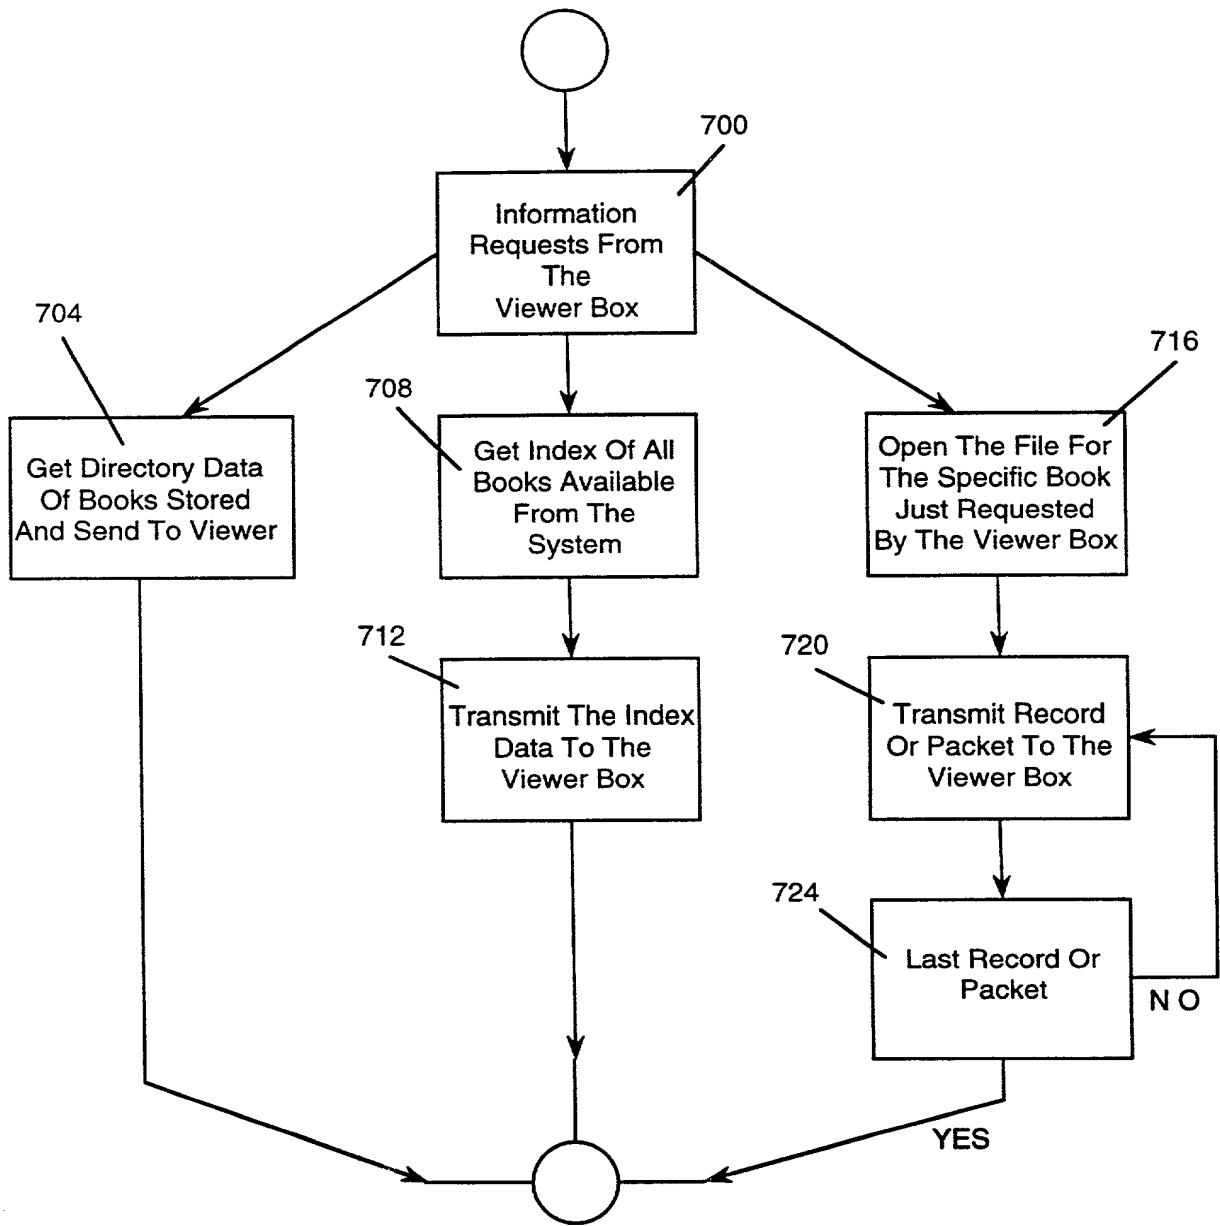 700
Information
Requests From
The
Viewer Box
704
Get Directory Data
Of Books Stored
And Send To Viewer
708
Get Index Of All
Books Available
From The
System
716
Open The File For
The Specific Book
Just Requested
By The Viewer Box
712
Transmit The Index
Data To The
Viewer Box
720
Transmit Record
Or Packet To The
Viewer Box
724
Last Record Or
Packet
N O
YES